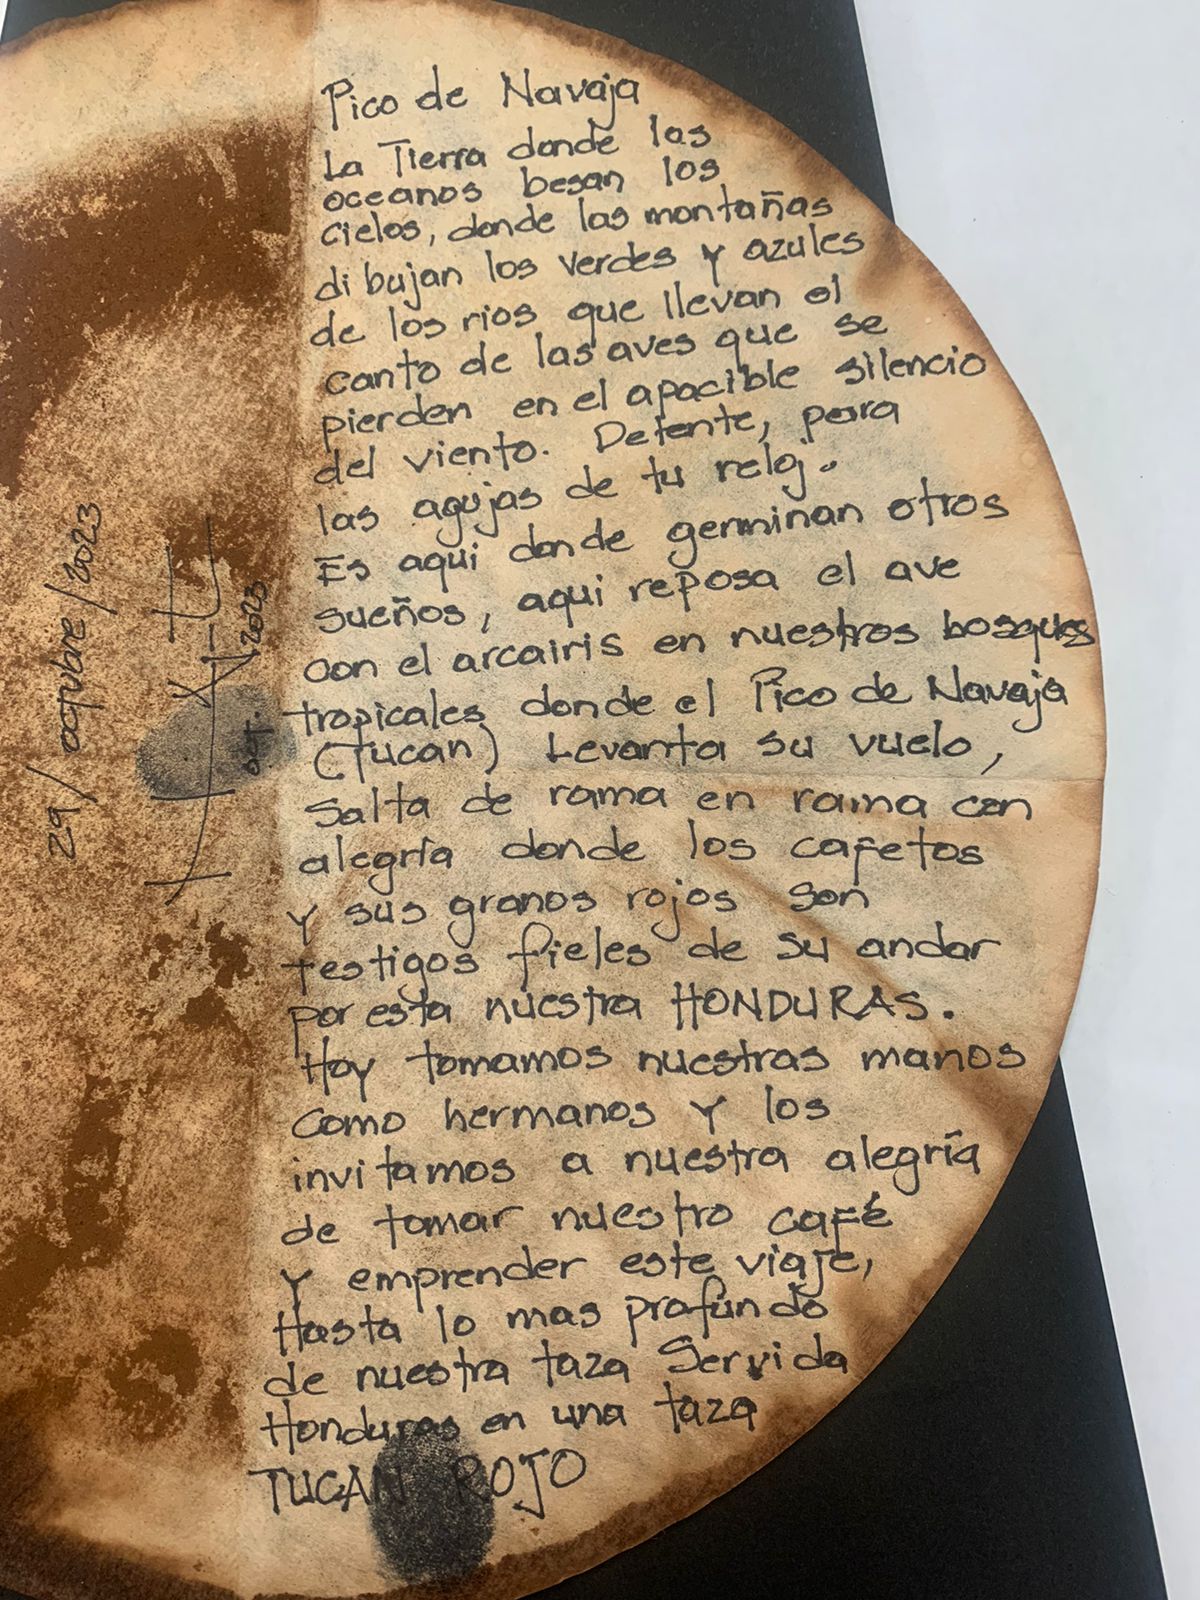 Pico de Navaja
La Tierra donde los
oceanos besan los
cielos, donde las montañas
dibujan los verdes y azules
de los rios que llevan el
canto de las aves que se
pierden en el apacible silencio
del viento. Detente, para
las agujas de tu reloj.
Es aqui donde germinan otros
sueños, aqui reposa el ave
con el arcairis en nuestros bosques
tropicales donde el Pico de Navaja
(Tucan) Levanta su vuelo,
Salta de rama en rama con
alegría donde los cafetos
y sus granos rojos son
testigos fieles de su andar
por esta nuestra HONDURAS.
Hoy tomamos nuestras manos
como hermanos y los
invitamos a nuestra alegría
de tomar nuestro café
y emprender este viaje,
Hasta lo mas profundo
de nuestra taza Servida
Honduras en una taza
TUCAN ROJO
29/octubre/2023
oct. 2023